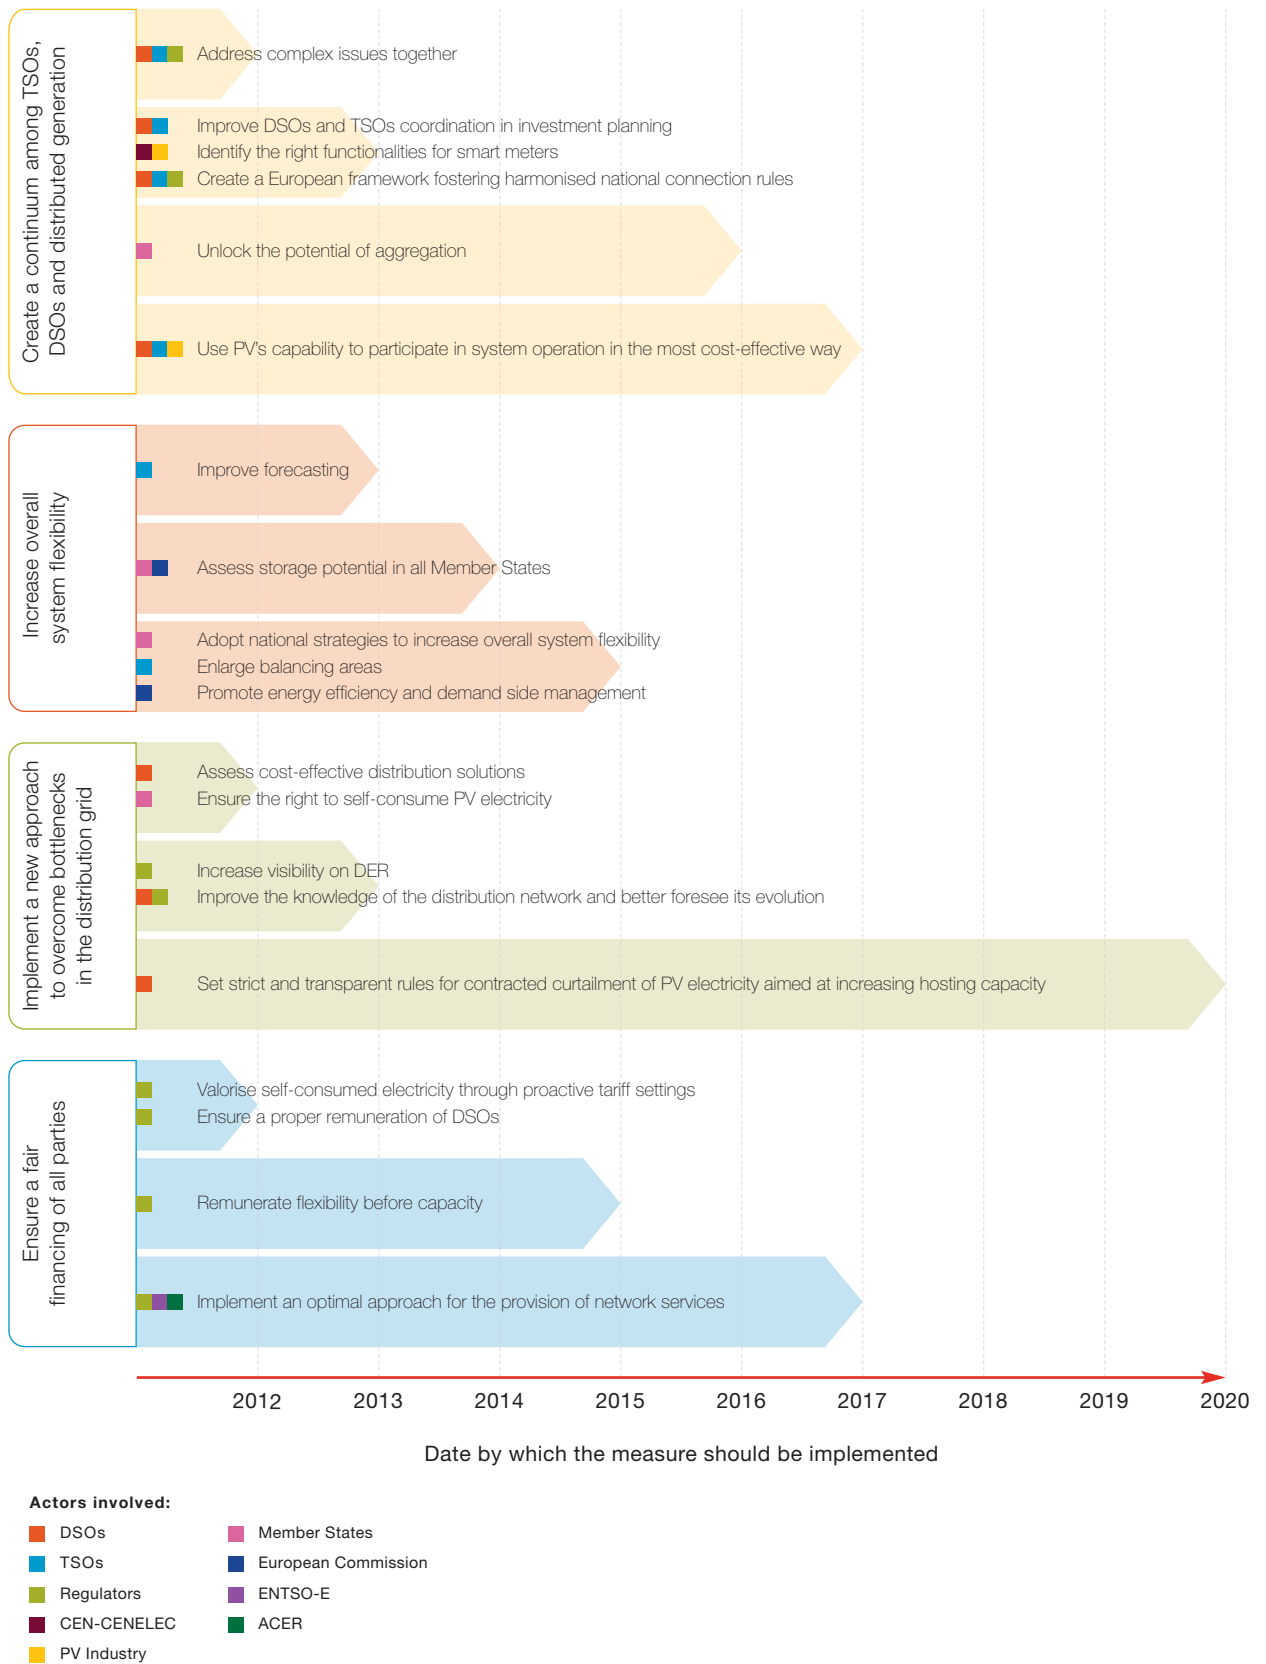 Create a continuum among TSOs,
DSOs and distributed generation
Address complex issues together
Improve DSOs and TSOs coordination in investment planning
Identify the right functionalities for smart meters
Create a European framework fostering harmonised national connection rules
Unlock the potential of aggregation
Use PV's capability to participate in system operation in the most cost-effective way
Increase overall
system flexibility
Improve forecasting
Assess storage potential in all Member States
Adopt national strategies to increase overall system flexibility
Enlarge balancing areas
Promote energy efficiency and demand side management
Implement a new approach
to overcome bottlenecks
in the distribution grid
Assess cost-effective distribution solutions
Ensure the right to self-consume PV electricity
Increase visibility on DER
Improve the knowledge of the distribution network and better foresee its evolution
Set strict and transparent rules for contracted curtailment of PV electricity aimed at increasing hosting capacity
Ensure a fair
financing of all parties
Valorise self-consumed electricity through proactive tariff settings
Ensure a proper remuneration of DSOs
Remunerate flexibility before capacity
Implement an optimal approach for the provision of network services
2012 2013 2014 2015 2016 2017 2018 2019 2020
Date by which the measure should be implemented
Actors involved:
DSOs
TSOs
Regulators
CEN-CENELEC
PV Industry
Member States
European Commission
ENTSO-E
ACER